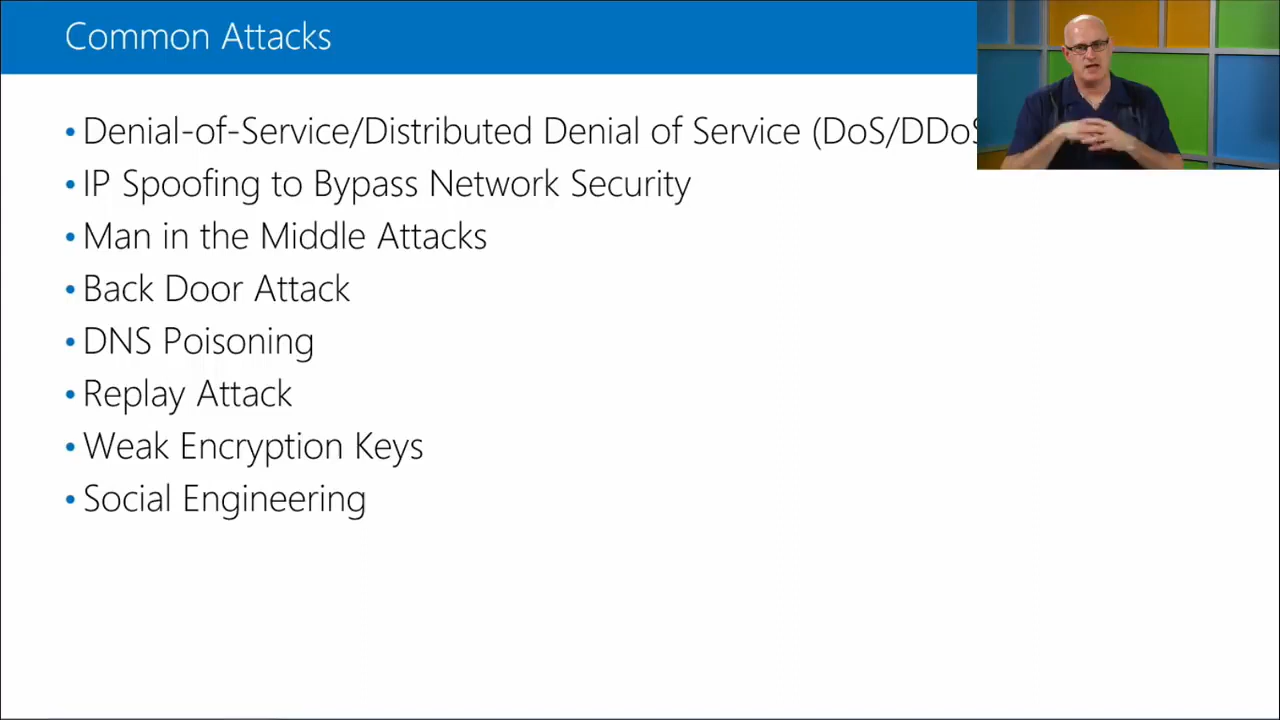 Common Attacks
• Denial-of-Service/Distributed Denial of Service (DoS/DDoS
• IP Spoofing to Bypass Network Security
• Man in the Middle Attacks
• Back Door Attack
• DNS Poisoning
• Replay Attack
• Weak Encryption Keys
• Social Engineering